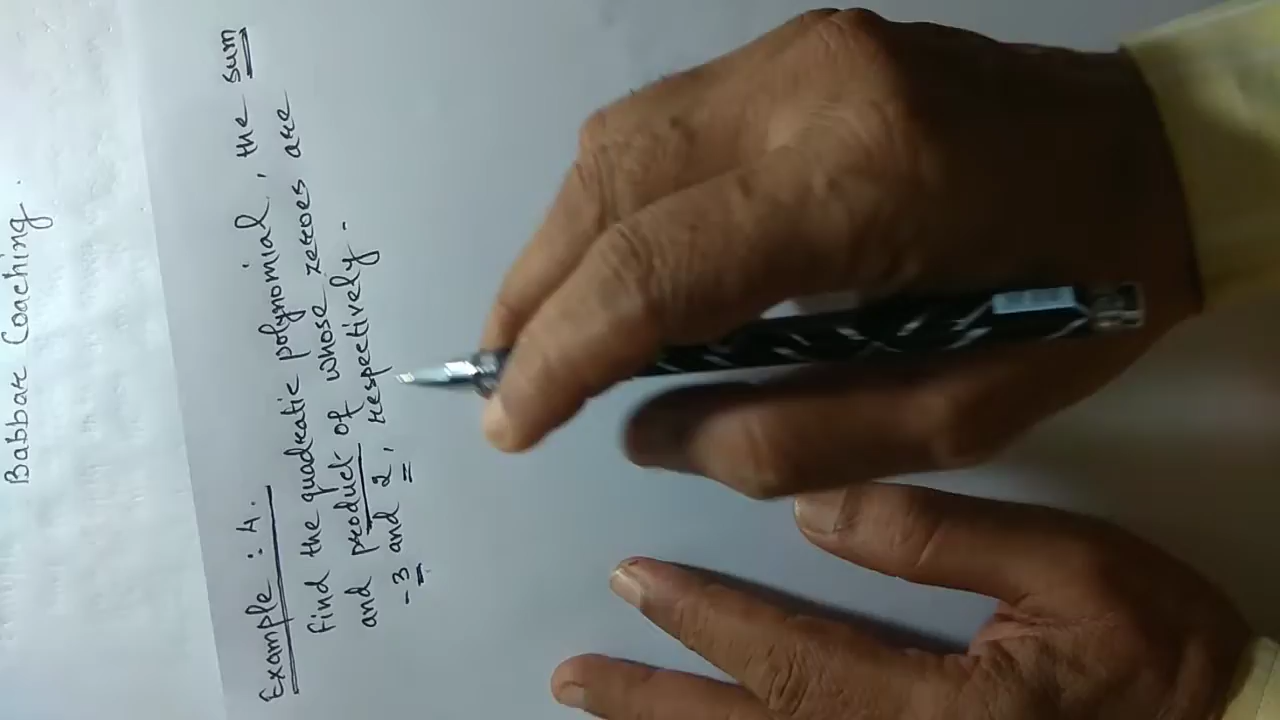 Babbar Coaching.
Example : 4.
Find the quadratic polynomial, the sum
and product of whose zeroes are
-3 and 2, respectively.